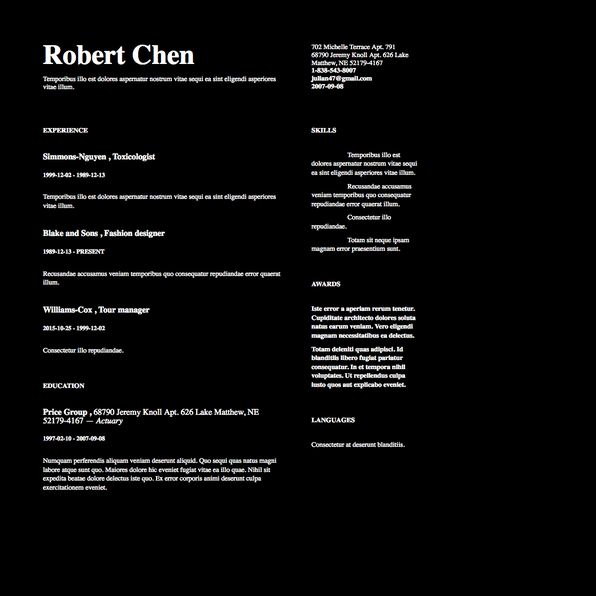 Robert Chen
Temporibus illo est dolores aspernatur nostrum vitae sequi ea sint eligendi asperiores
vitae illum.
702 Michelle Terrace Apt. 791
68790 Jeremy Knoll Apt. 626 Lake
Matthew, NE 52179-4167
1-838-543-8007
julian47@gmail.com
2007-09-08
EXPERIENCE
Simmons-Nguyen , Toxicologist
1999-12-02 - 1989-12-13
Temporibus illo est dolores aspernatur nostrum vitae sequi ea sint eligendi asperiores
vitae illum.
Blake and Sons , Fashion designer
1989-12-13 - PRESENT
Recusandae accusamus veniam temporibus quo consequatur repudiandae error quaerat
illum.
Williams-Cox , Tour manager
2015-10-25 - 1999-12-02
Consectetur illo repudiandae.
EDUCATION
Price Group , 68790 Jeremy Knoll Apt. 626 Lake Matthew, NE
52179-4167 — Actuary
1997-02-10 - 2007-09-08
Numquam perferendis aliquam veniam deserunt aliquid. Quo sequi quas natus magni
labore atque sunt quo. Maiores dolore hic eveniet fugiat vitae ea illo quae. Nihil sit
expedita beatae dolore delectus iste quo. Ex error corporis animi deserunt culpa
exercitationem eveniet.
SKILLS
Temporibus illo est
dolores aspernatur nostrum vitae sequi
ea sint eligendi asperiores vitae illum.
Recusandae accusamus
veniam temporibus quo consequatur
repudiandae error quaerat illum.
Consectetur illo
repudiandae.
Totam sit neque ipsam
magnam error praesentium sunt.
AWARDS
Iste error a aperiam rerum tenetur.
Cupiditate architecto dolores soluta
natus earum veniam. Vero eligendi
magnam necessitatibus ea delectus.
Totam deleniti quas adipisci. Id
blanditiis libero fugiat pariatur
consequatur. In et tempora nihil
voluptates. Ut repellendus culpa
iusto quos aut explicabo eveniet.
LANGUAGES
Consectetur at deserunt blanditiis.